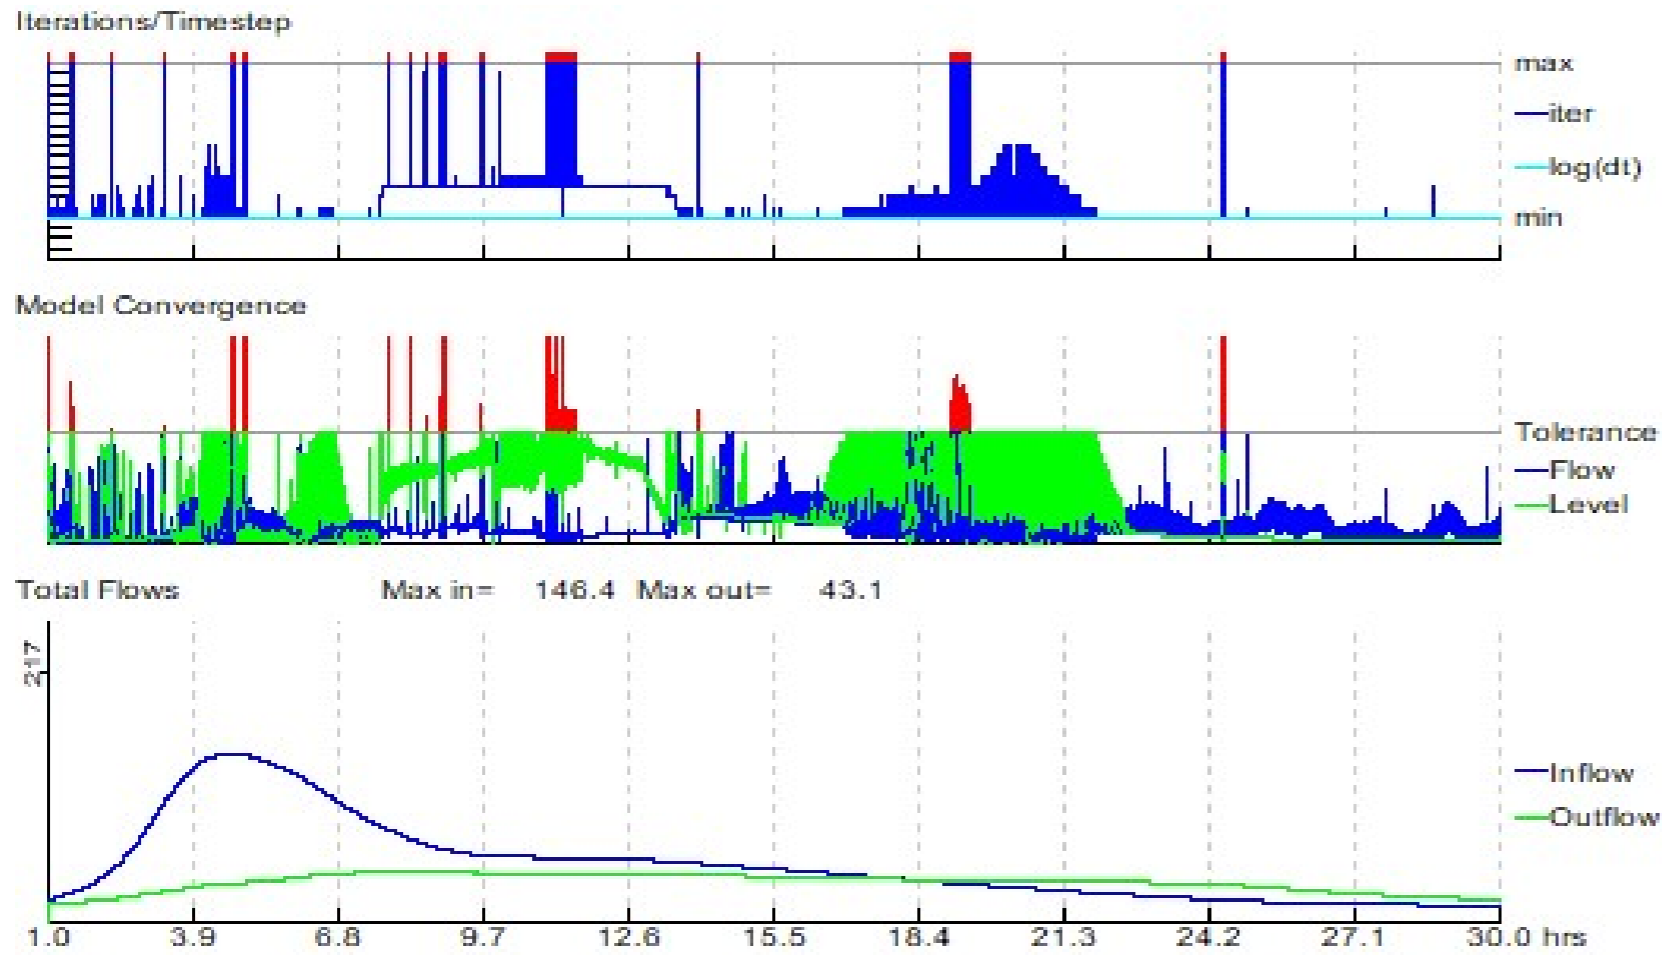 Iterations/Timestep
max
iter
log(dt)
min
Model Convergence
Tolerance
Flow
Level
Total Flows Max in= 146.4 Max out= 43.1
217
Inflow
Outflow
1.0 3.9 6.8 9.7 12.6 15.5 18.4 21.3 24.2 27.1 30.0 hrs